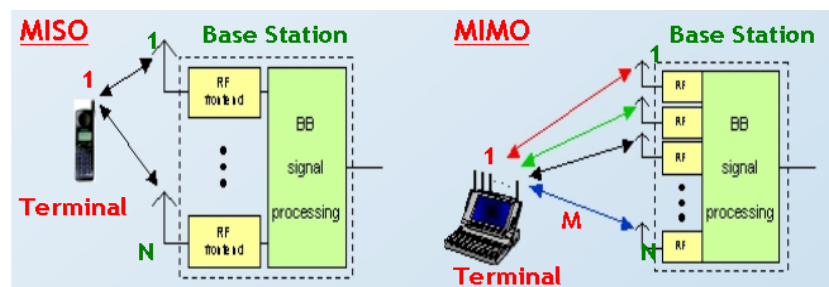 MISO
1
Base Station
1
RF
frontend
BB
signal
processing
Terminal
RF
frontend
N
MIMO
1
Base Station
RF
RF
RF
BB
signal
processing
1
M
RF
N
Terminal